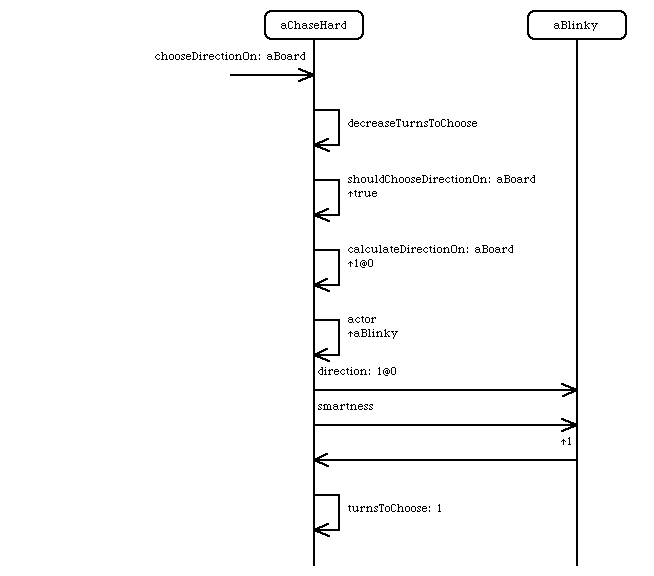 aChaseHard
aBlinky
chooseDirectionOn: aBoard
decreaseTurnsToChoose
shouldChooseDirectionOn: aBoard
↑true
calculateDirectionOn: aBoard
↑1@0
actor
↑aBlinky
direction: 1@0
smartness
↑1
turnsToChoose: 1